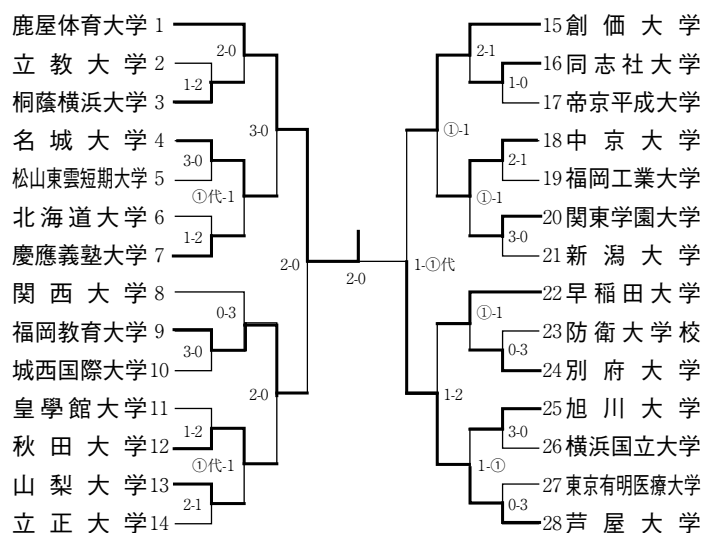 鹿屋体育大学 1
立教大学 2
桐蔭横浜大学 3
名城大学 4
松山東雲短期大学 5
北海道大学 6
慶應義塾大学 7
関西大学 8
福岡教育大学 9
城西国際大学 10
皇學館大学 11
秋田大学 12
山梨大学 13
立正大学 14
2-0
1-2
3-0
3-0
①代-1
1-2
2-0
0-3
3-0
2-0
1-2
①代-1
2-1
2-0
15 創価大学
16 同志社大学
17 帝京平成大学
18 中京大学
19 福岡工業大学
20 関東学園大学
21 新潟大学
22 早稲田大学
23 防衛大学校
24 別府大学
25 旭川大学
26 横浜国立大学
27 東京有明医療大学
28 芦屋大学
2-1
1-0
①-1
2-1
①-1
3-0
1-①代
①-1
0-3
1-2
3-0
1-①
0-3